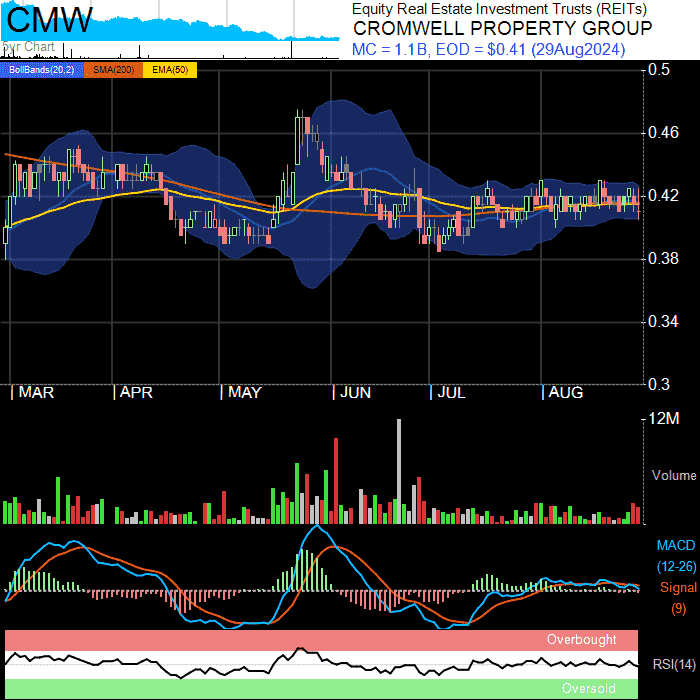 CMW
5yr Chart
Equity Real Estate Investment Trusts (REITs)
CROMWELL PROPERTY GROUP
MC = 1.1B, EOD = $0.41 (29Aug2024)
BollBands(20,2) SMA(200) EMA(50)
0.5
0.46
0.42
0.38
0.34
0.3
MAR APR MAY JUN JUL AUG
12M
Volume
MACD
(12-26)
Signal
(9)
Overbought
RSI(14)
Oversold